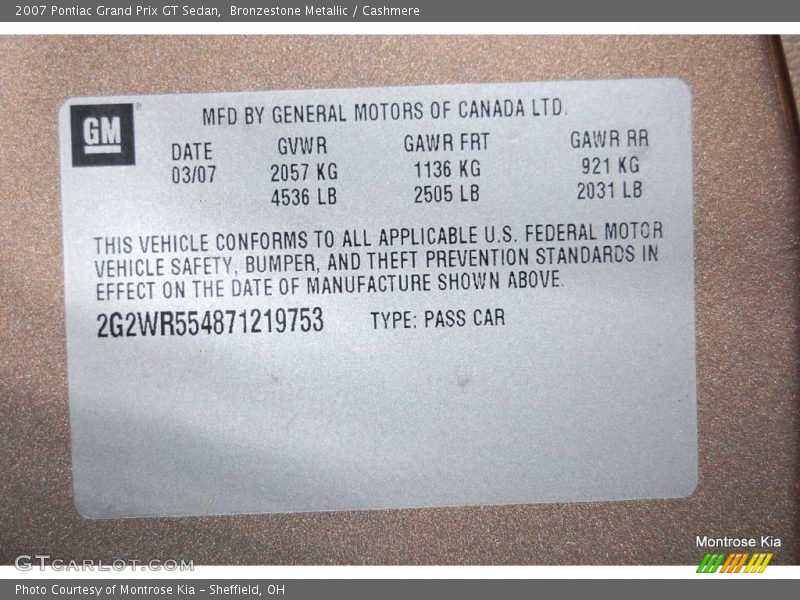 2007 Pontiac Grand Prix GT Sedan, Bronzestone Metallic / Cashmere
GM
MFD BY GENERAL MOTORS OF CANADA LTD.
DATE GVWR GAWR FRT GAWR RR
03/07 2057 KG 1136 KG 921 KG
4536 LB 2505 LB 2031 LB
THIS VEHICLE CONFORMS TO ALL APPLICABLE U.S. FEDERAL MOTOR
VEHICLE SAFETY, BUMPER, AND THEFT PREVENTION STANDARDS IN
EFFECT ON THE DATE OF MANUFACTURE SHOWN ABOVE.
2G2WR554871219753 TYPE: PASS CAR
Montrose Kia
GTCARLOT.COM
Photo Courtesy of Montrose Kia – Sheffield, OH